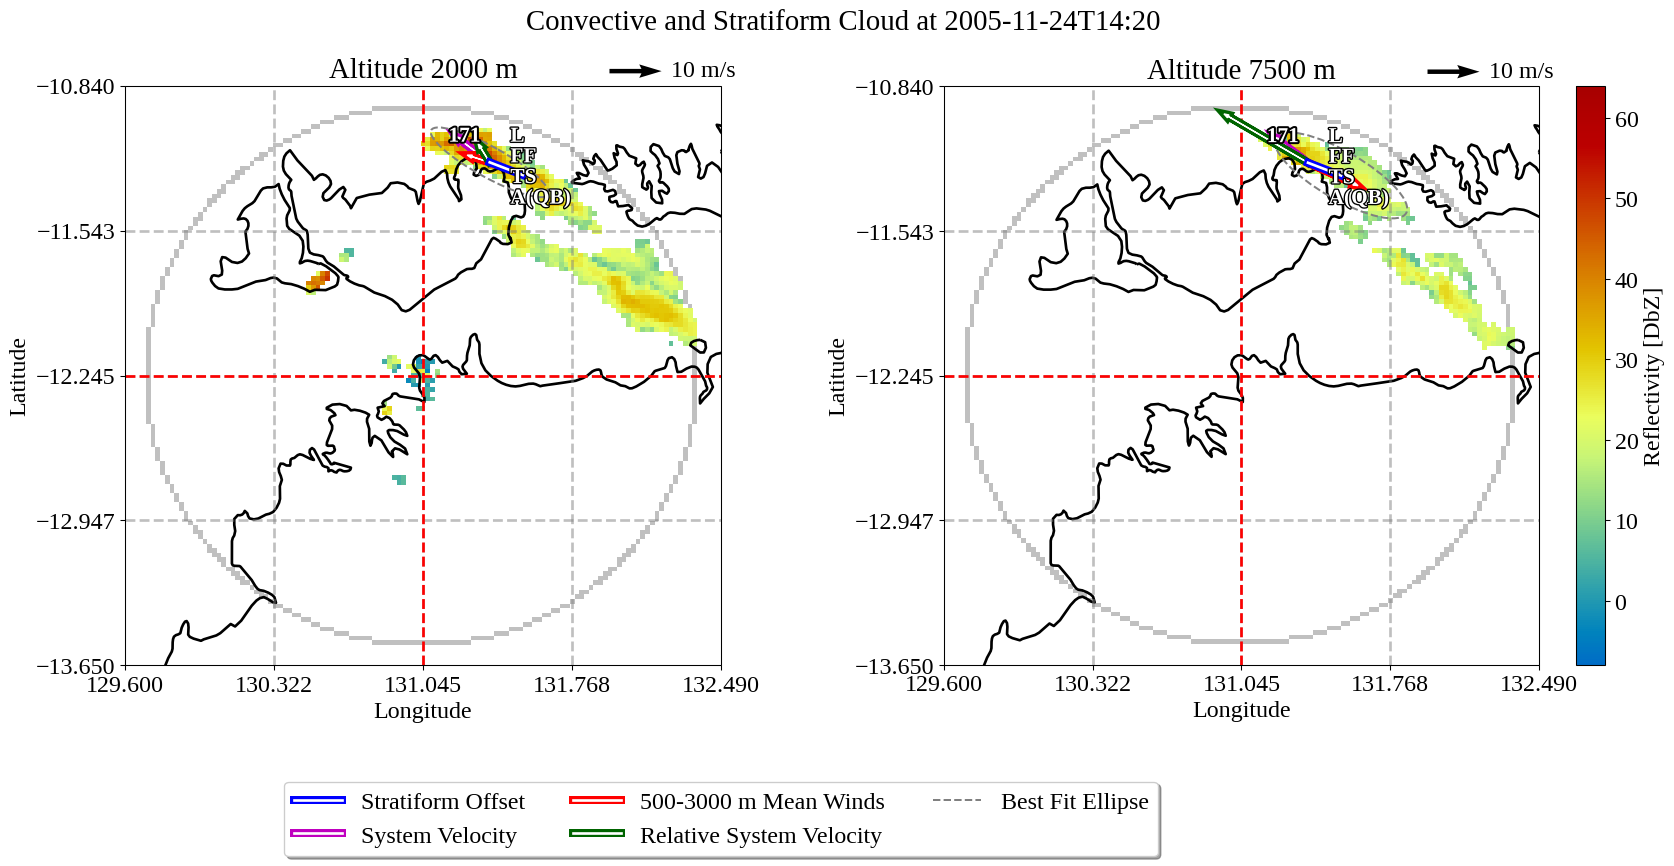 Convective and Stratiform Cloud at 2005-11-24T14:20
Altitude 2000 m
10 m/s
−10.840
−11.543
−12.245
−12.947
−13.650
129.600
130.322
131.045
131.768
132.490
Latitude
Longitude
171
L
FF
TS
A(QB)
Altitude 7500 m
10 m/s
−10.840
−11.543
−12.245
−12.947
−13.650
129.600
130.322
131.045
131.768
132.490
Latitude
Longitude
171
L
FF
TS
A(QB)
60
50
40
30
20
10
0
Reflectivity [DbZ]
Stratiform Offset
System Velocity
500-3000 m Mean Winds
Relative System Velocity
Best Fit Ellipse